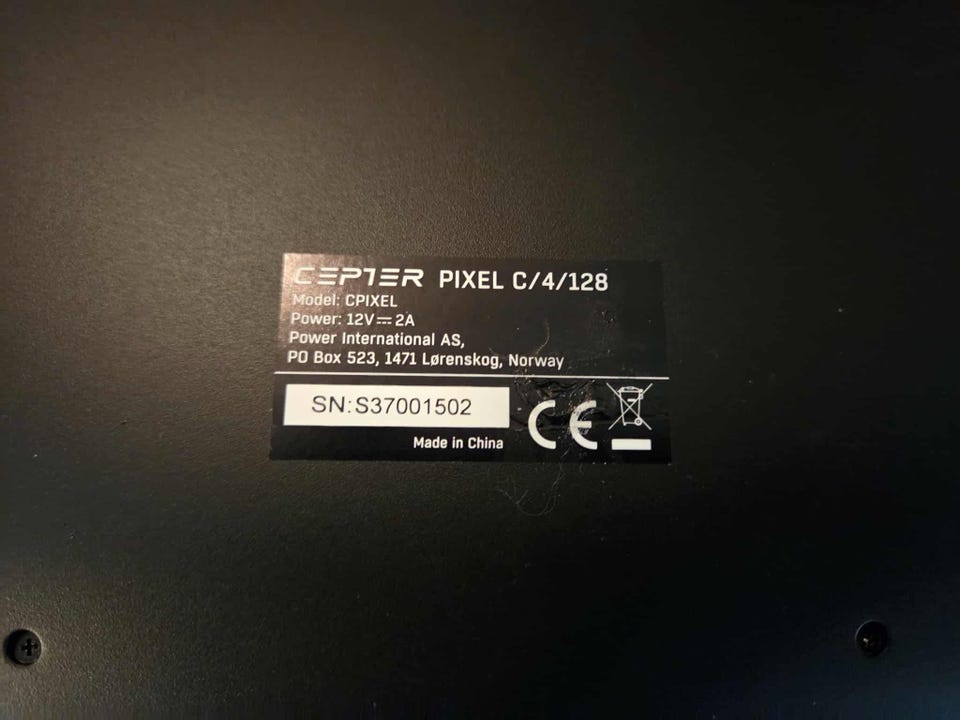 CEPTER PIXEL C/4/128
Model: CPIXEL
Power: 12V⎓2A
Power International AS,
PO Box 523, 1471 Lørenskog, Norway
SN:S37001502
CE
Made in China